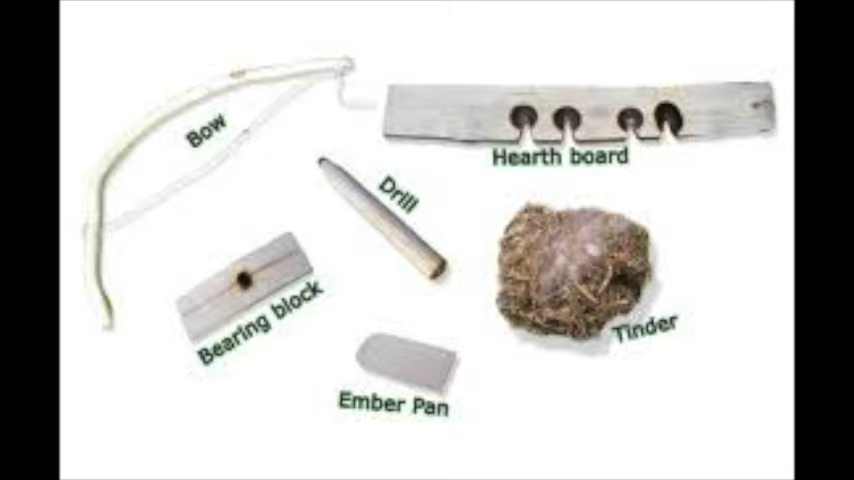 Bow
Hearth board
Drill
Bearing block
Tinder
Ember Pan